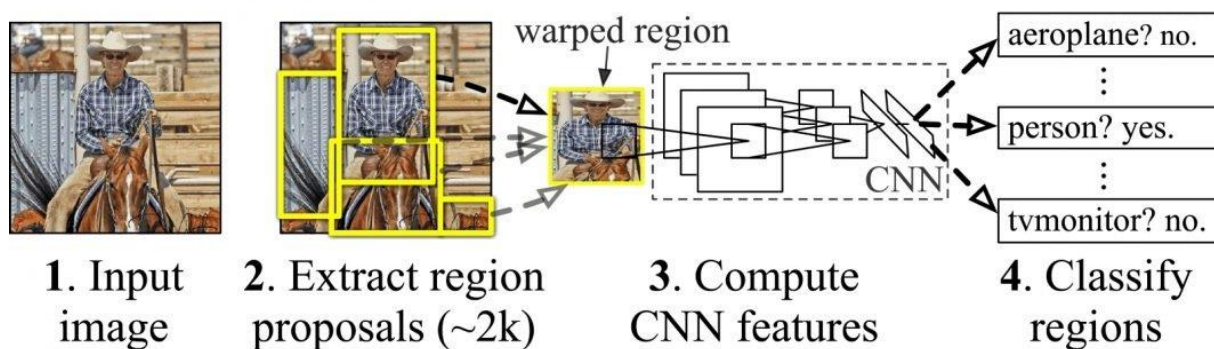 warped region
aeroplane? no.
⋮
person? yes.
CNN
⋮
tvmonitor? no.
1. Input
image
2. Extract region
proposals (~2k)
3. Compute
CNN features
4. Classify
regions